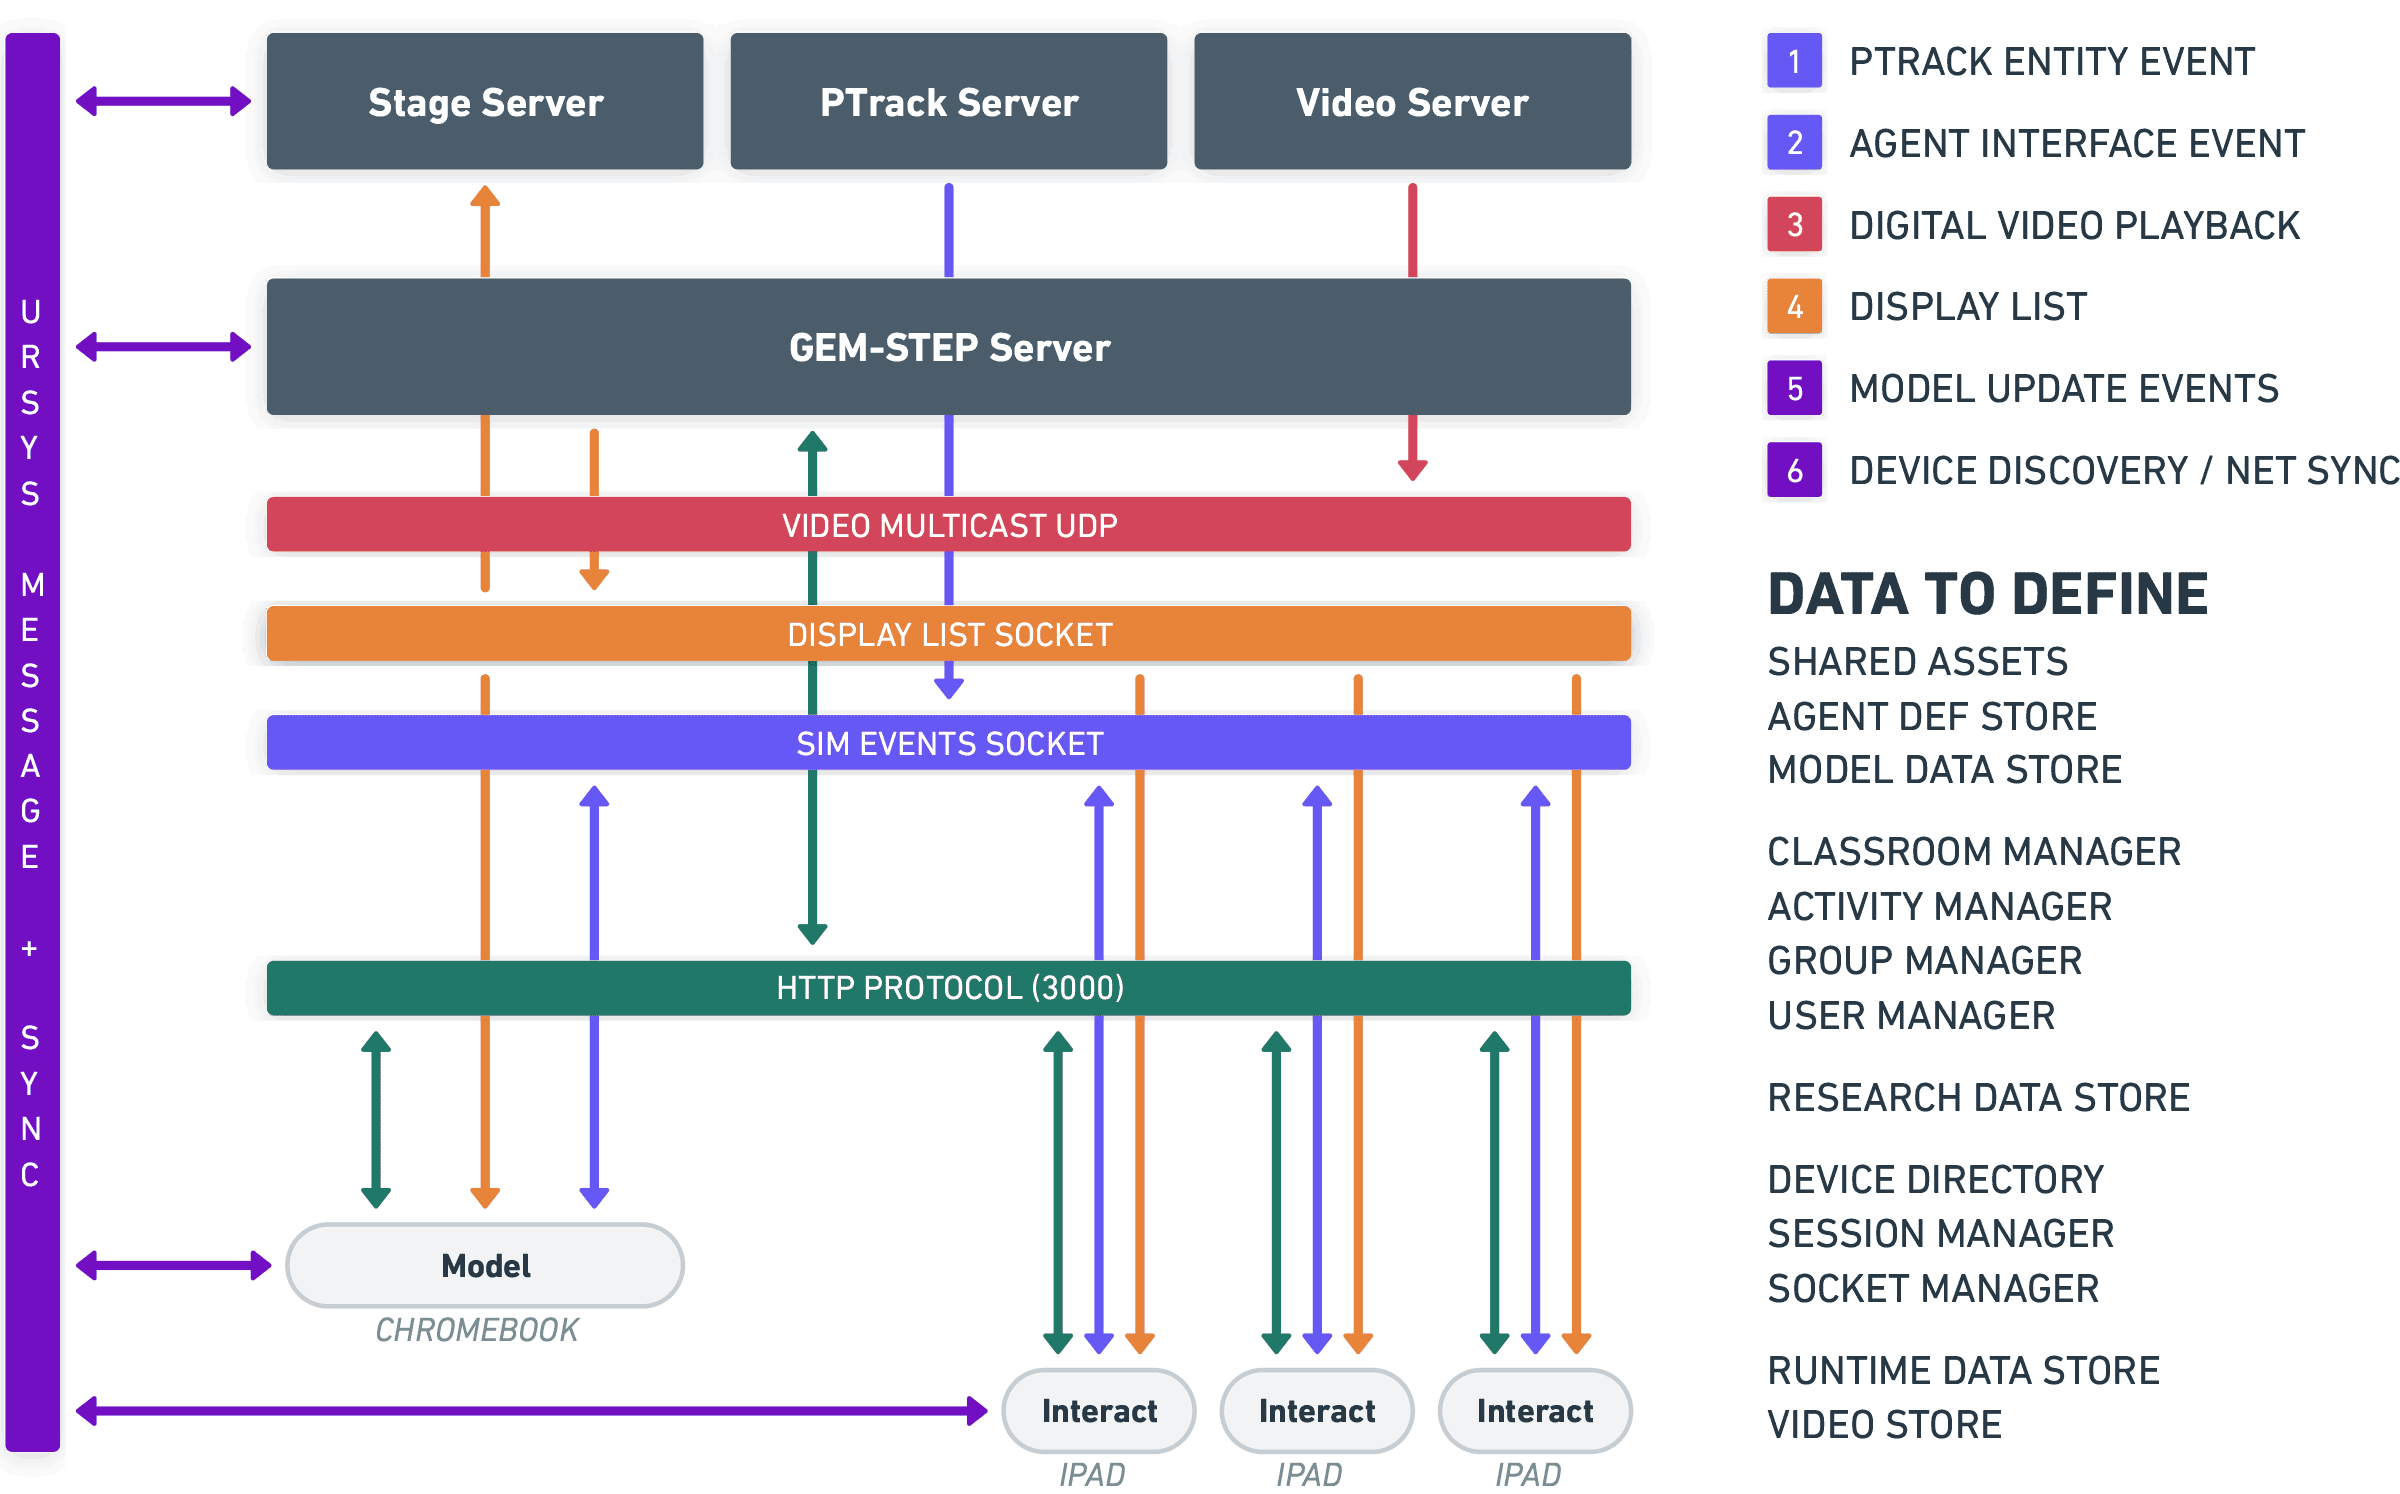 URSYS MESSAGE + SYNC
Stage Server
PTrack Server
Video Server
GEM-STEP Server
VIDEO MULTICAST UDP
DISPLAY LIST SOCKET
SIM EVENTS SOCKET
HTTP PROTOCOL (3000)
Model
CHROMEBOOK
Interact
Interact
Interact
IPAD
IPAD
IPAD
1 PTRACK ENTITY EVENT
2 AGENT INTERFACE EVENT
3 DIGITAL VIDEO PLAYBACK
4 DISPLAY LIST
5 MODEL UPDATE EVENTS
6 DEVICE DISCOVERY / NET SYNC
DATA TO DEFINE
SHARED ASSETS
AGENT DEF STORE
MODEL DATA STORE
CLASSROOM MANAGER
ACTIVITY MANAGER
GROUP MANAGER
USER MANAGER
RESEARCH DATA STORE
DEVICE DIRECTORY
SESSION MANAGER
SOCKET MANAGER
RUNTIME DATA STORE
VIDEO STORE